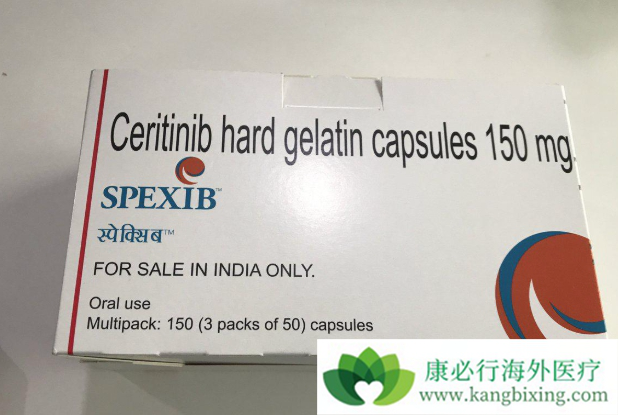 Ceritinib hard gelatin capsules 150 mg
SPEXIB™
स्पेक्सिब™
FOR SALE IN INDIA ONLY.
Oral use
Multipack: 150 (3 packs of 50) capsules
康必行海外医疗
www.kangbixing.com